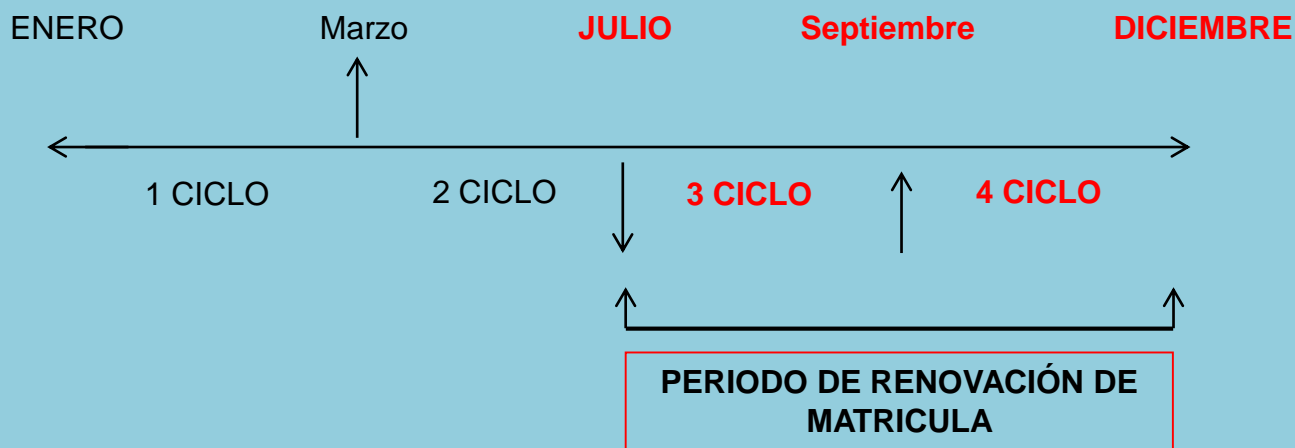 ENERO Marzo JULIO Septiembre DICIEMBRE
1 CICLO 2 CICLO 3 CICLO 4 CICLO
PERIODO DE RENOVACIÓN DE
MATRICULA